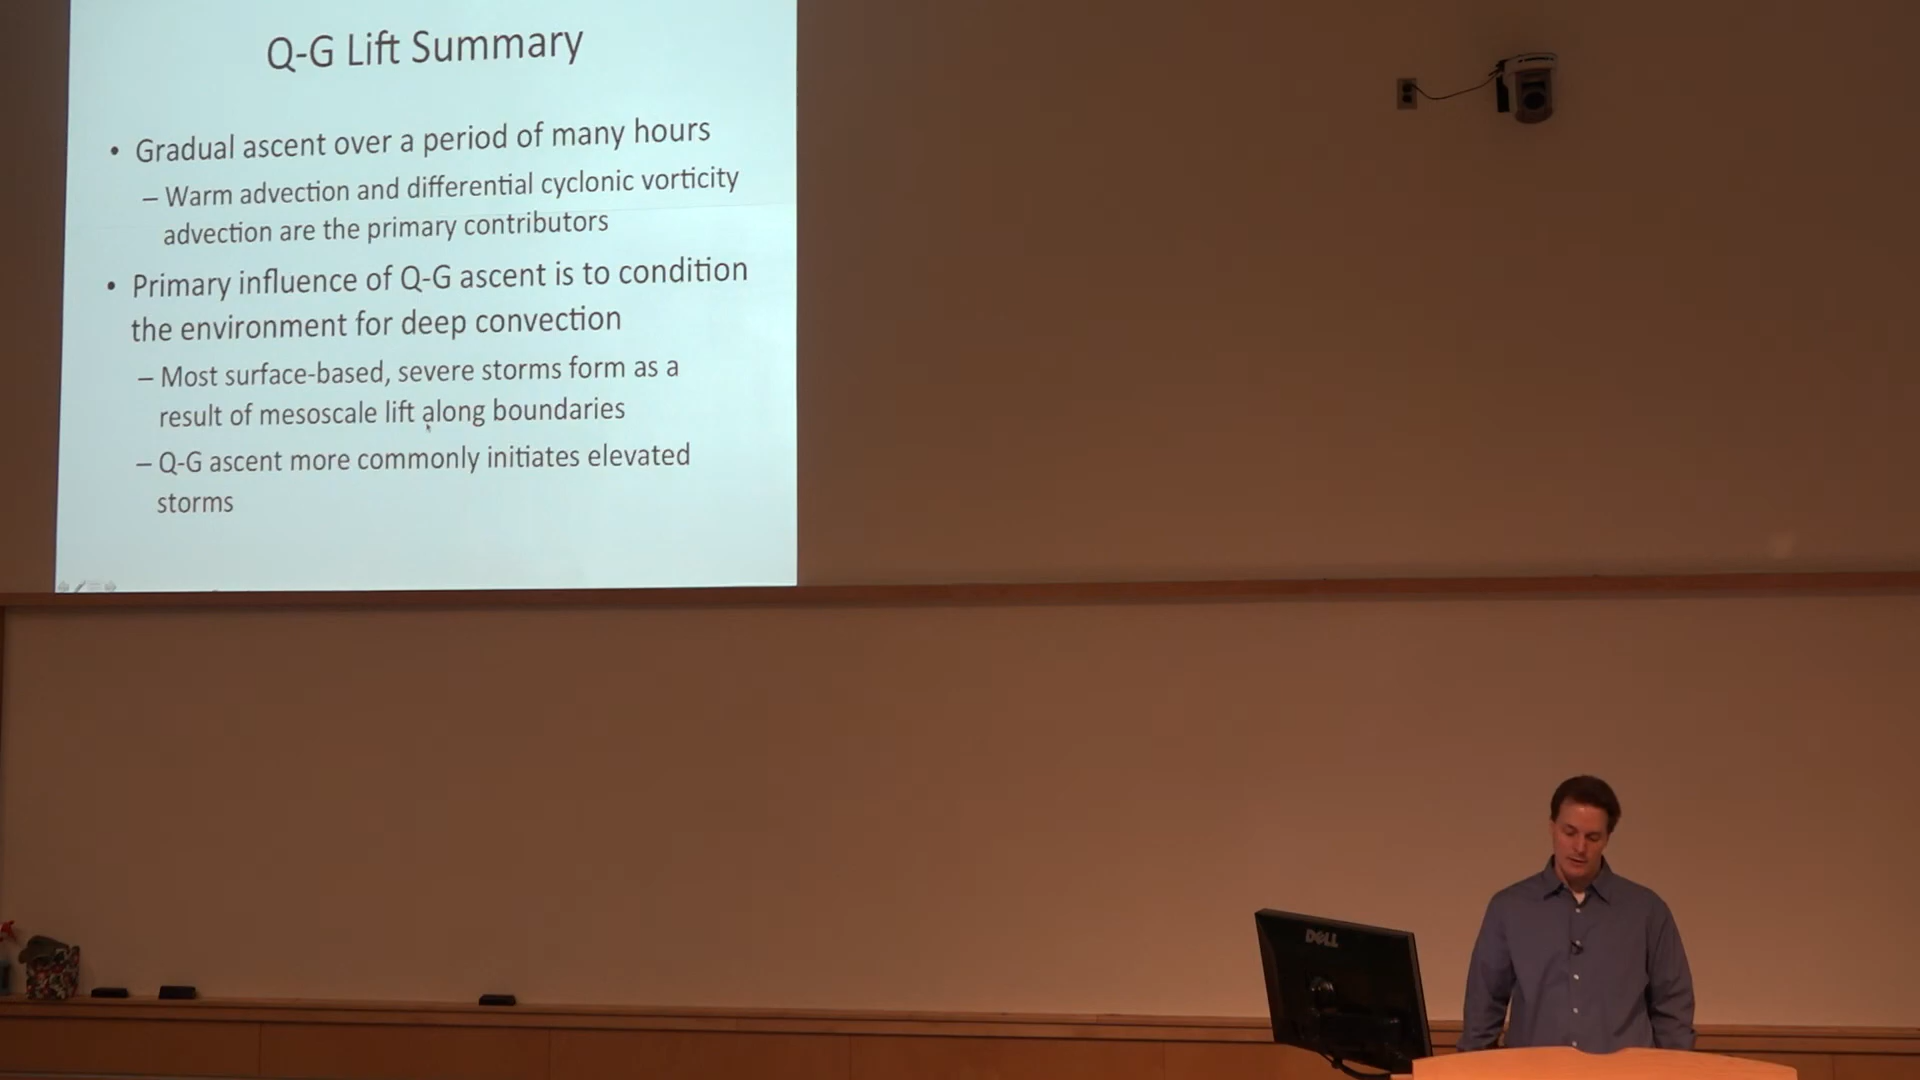 Q-G Lift Summary
• Gradual ascent over a period of many hours
– Warm advection and differential cyclonic vorticity
advection are the primary contributors
• Primary influence of Q-G ascent is to condition
the environment for deep convection
– Most surface-based, severe storms form as a
result of mesoscale lift along boundaries
– Q-G ascent more commonly initiates elevated
storms
DELL